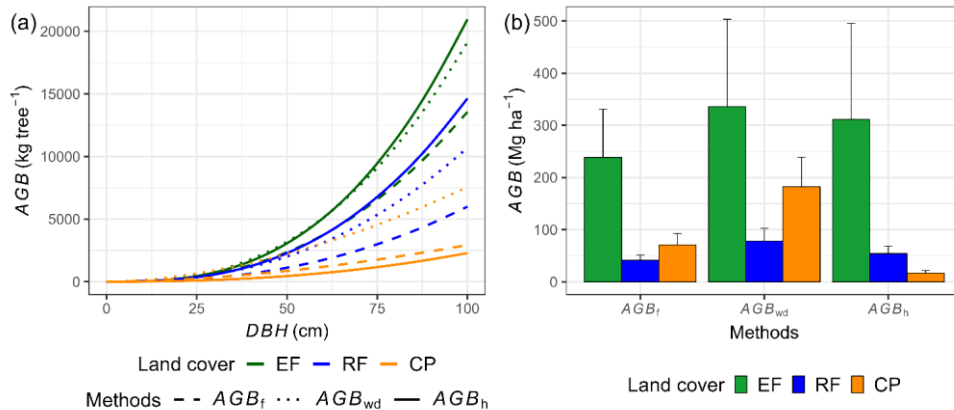 (a)
20000
15000
10000
5000
0
AGB (kg tree⁻¹)
0 25 50 75 100
DBH (cm)
Land cover EF RF CP
Methods AGBf AGBwd AGBh
(b)
500
400
300
200
100
0
AGB (Mg ha⁻¹)
AGBf AGBwd AGBh
Methods
Land cover EF RF CP